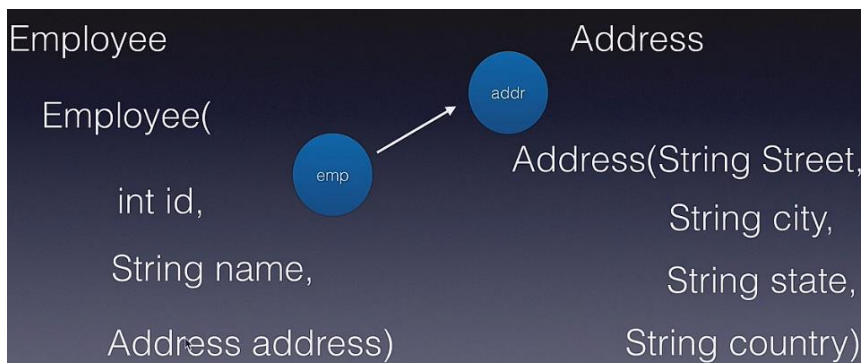 Employee
Address
addr
Employee(
emp
Address(String Street,
int id,
String city,
String name,
String state,
Address address)
String country)